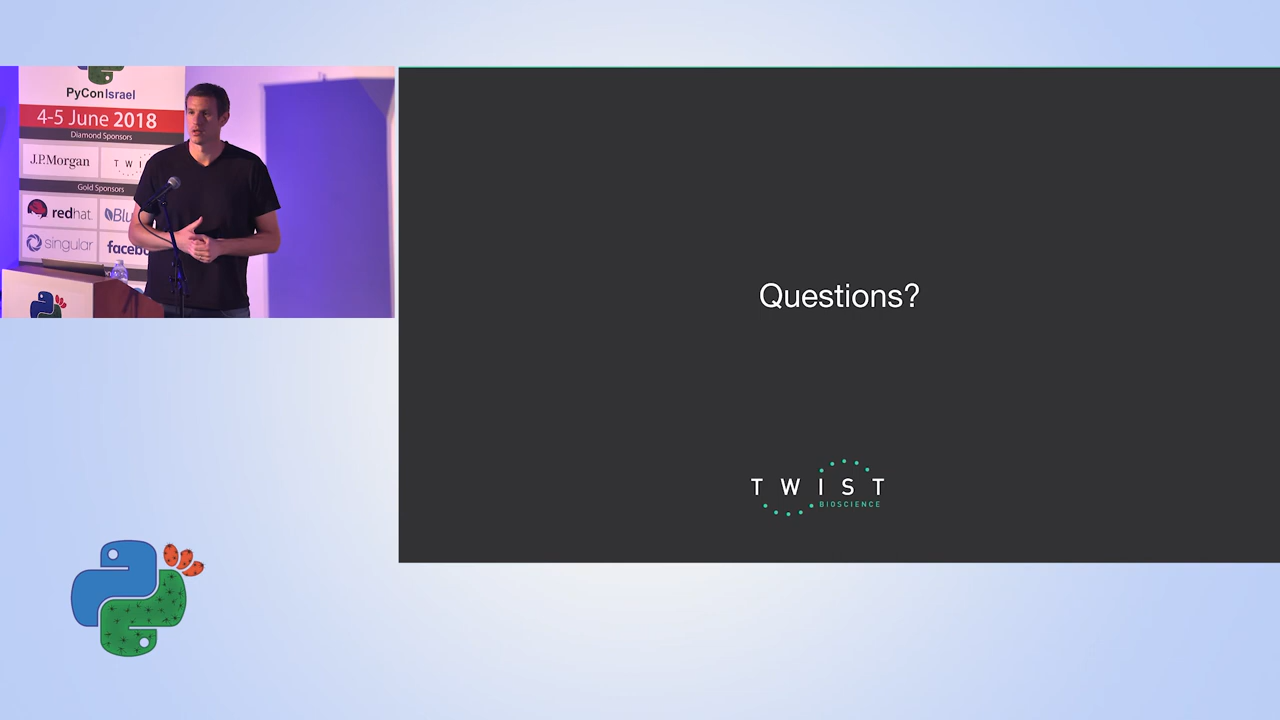 PyConIsrael
4-5 June 2018
Diamond Sponsors
J.P.Morgan
Gold Sponsors
redhat.
singular
Questions?
TWIST
BIOSCIENCE